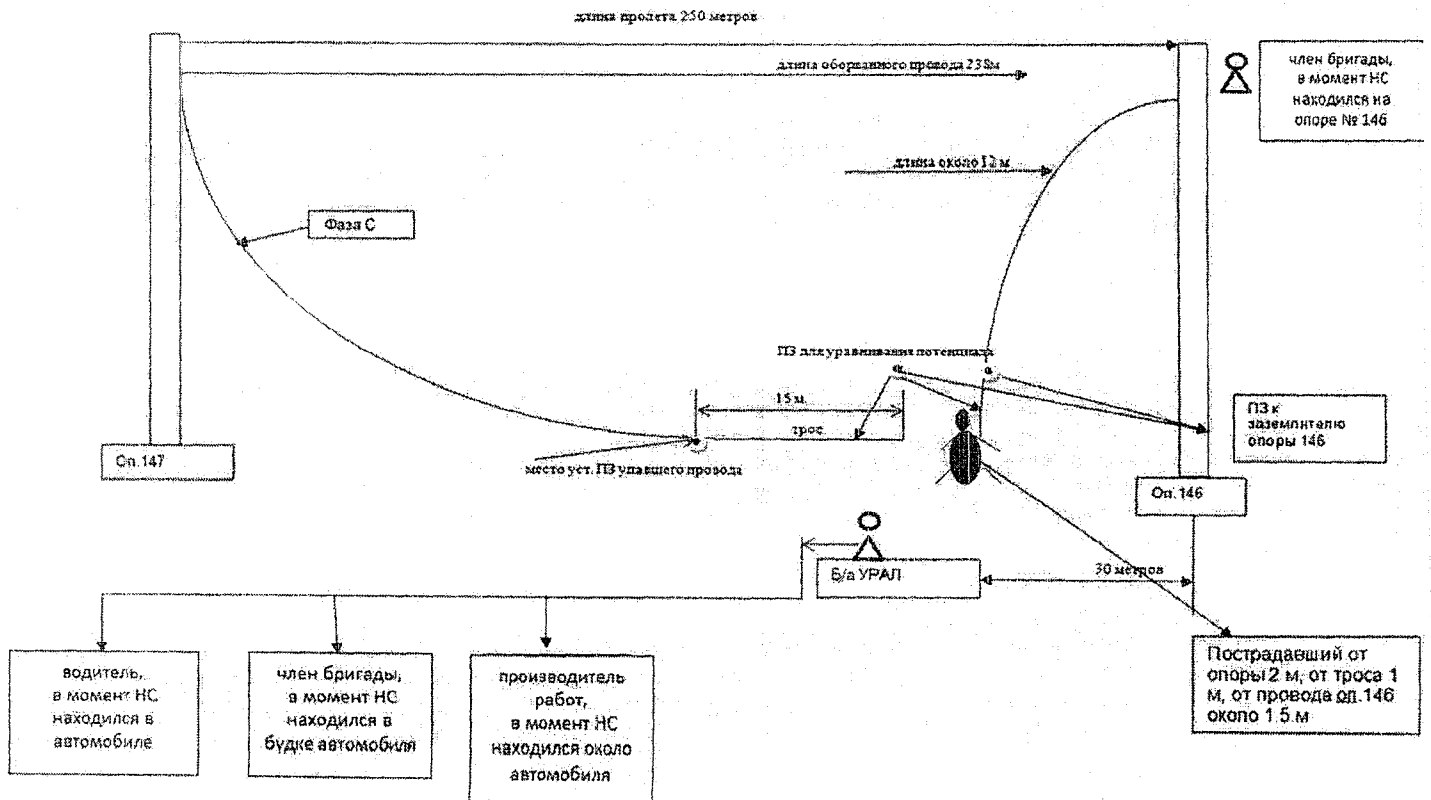 длина пролета 250 метров
длина оборванного провода 238м
член бригады,
в момент НС
находился на
опоре № 146
длина около 12 м
Фаза С
ПЗ для уравнивания потенциала
15 м
трос
ПЗ к
заземлителю
опоры 146
Оп.147
место уст. ПЗ упавшего провода
Оп.146
Б/а УРАЛ
30 метров
водитель,
в момент НС
находился в
автомобиле
член бригады,
в момент НС
находился в
будке автомобиля
производитель
работ,
в момент НС
находился около
автомобиля
Пострадавший от
опоры 2 м, от троса 1
м, от провода оп.146
около 1.5 м